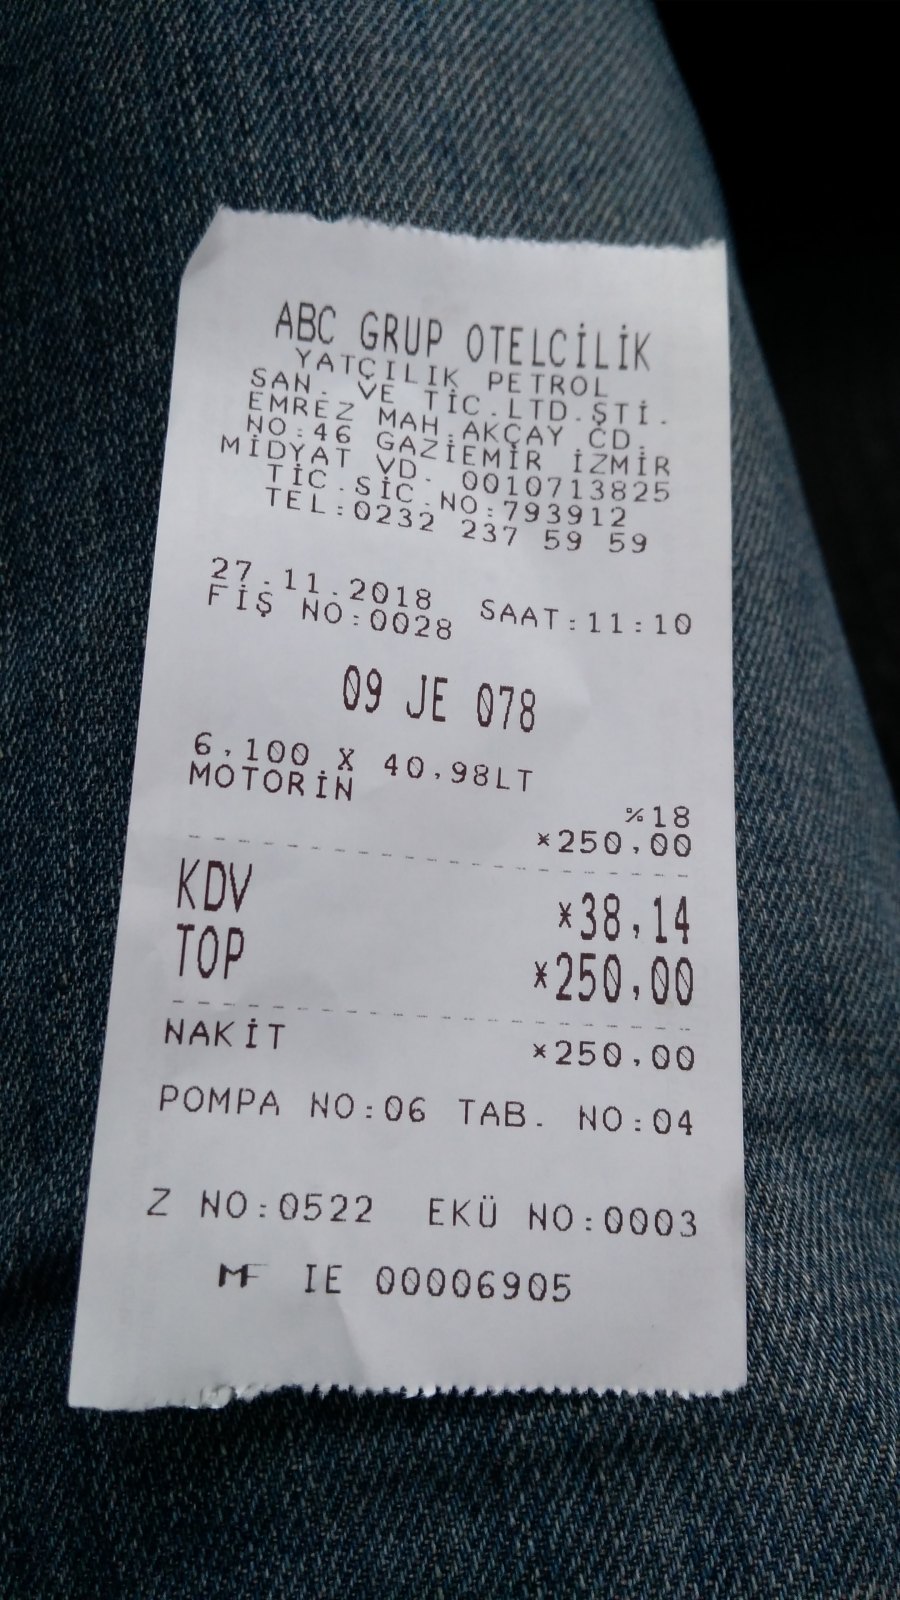 ABC GRUP OTELCİLİK
YATÇILIK PETROL
SAN. VE TİC.LTD.ŞTİ.
EMREZ MAH.AKÇAY CD.
NO:46 GAZİEMİR İZMİR
MİDYAT VD. 0010713825
TİC.SİC.NO:793912
TEL:0232 237 59 59
27.11.2018 SAAT:11:10
FİŞ NO:0028
09 JE 078
6,100 X 40,98LT
MOTORİN %18
*250,00
KDV *38,14
TOP *250,00
NAKİT *250,00
POMPA NO:06 TAB. NO:04
Z NO:0522 EKÜ NO:0003
MF IE 00006905